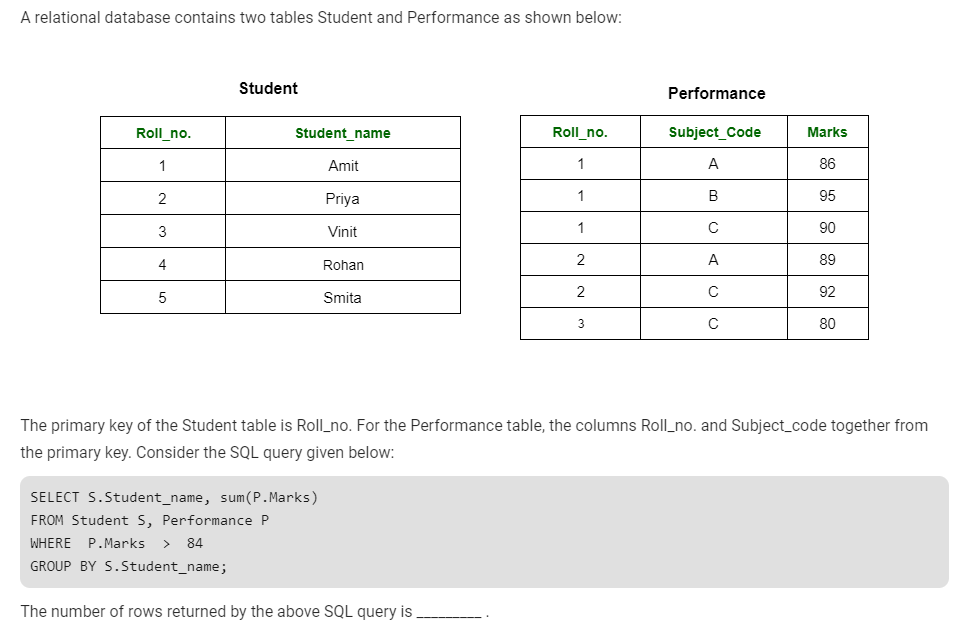 A relational database contains two tables Student and Performance as shown below:
Student
Roll_no. Student_name
1 Amit
2 Priya
3 Vinit
4 Rohan
5 Smita
Performance
Roll_no. Subject_Code Marks
1 A 86
1 B 95
1 C 90
2 A 89
2 C 92
3 C 80
The primary key of the Student table is Roll_no. For the Performance table, the columns Roll_no. and Subject_code together from
the primary key. Consider the SQL query given below:
SELECT S.Student_name, sum(P.Marks)
FROM Student S, Performance P
WHERE  P.Marks  >  84
GROUP BY S.Student_name;
The number of rows returned by the above SQL query is _________ .